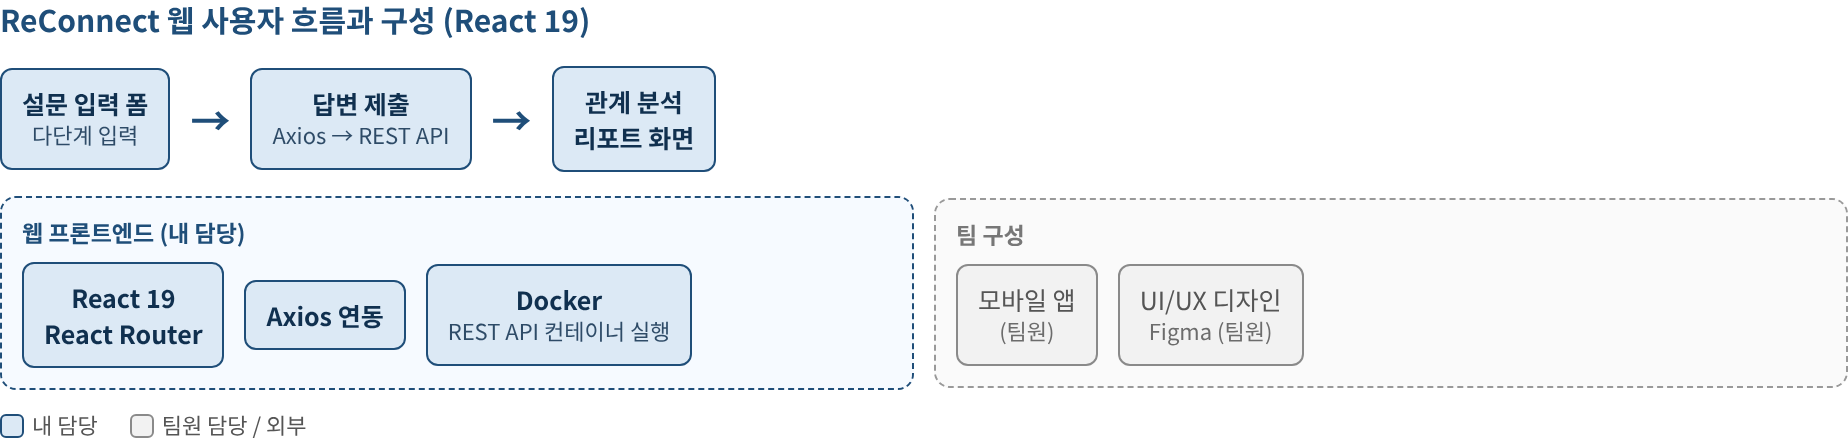 ReConnect 웹 사용자 흐름과 구성 (React 19)
설문 입력 폼
다단계 입력
→
답변 제출
Axios → REST API
→
관계 분석
리포트 화면
웹 프론트엔드 (내 담당)
React 19
React Router
Axios 연동
Docker
REST API 컨테이너 실행
팀 구성
모바일 앱
(팀원)
UI/UX 디자인
Figma (팀원)
내 담당
팀원 담당 / 외부